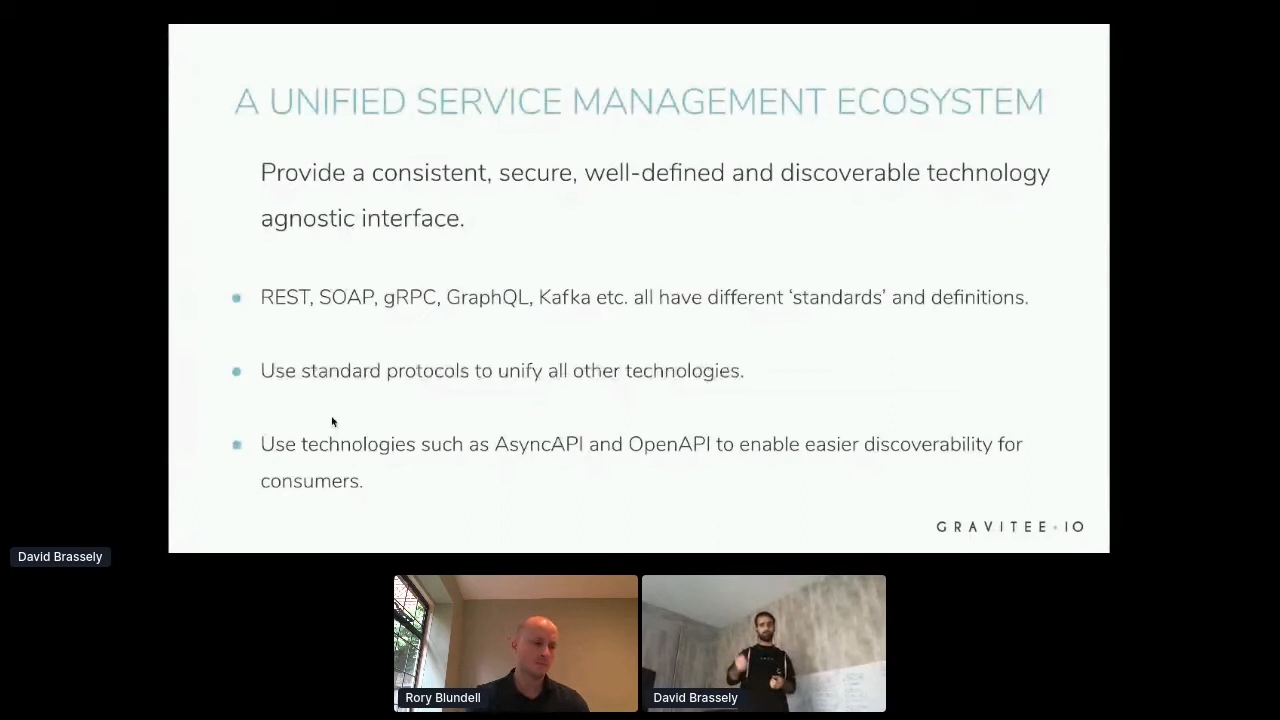 A UNIFIED SERVICE MANAGEMENT ECOSYSTEM
Provide a consistent, secure, well-defined and discoverable technology
agnostic interface.
REST, SOAP, gRPC, GraphQL, Kafka etc. all have different ‘standards’ and definitions.
Use standard protocols to unify all other technologies.
Use technologies such as AsyncAPI and OpenAPI to enable easier discoverability for
consumers.
GRAVITEE·IO
David Brassely
Rory Blundell
David Brassely